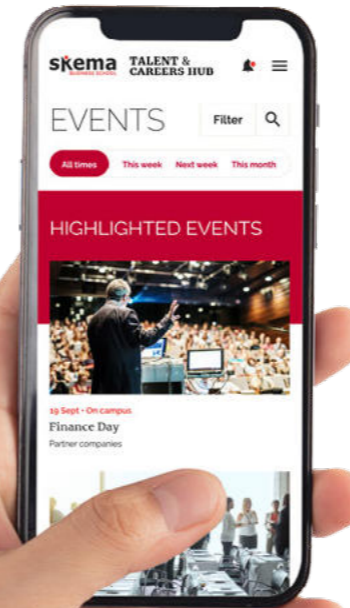 skema
BUSINESS SCHOOL
TALENT &
CAREERS HUB
EVENTS
Filter
All times
This week
Next week
This month
HIGHLIGHTED EVENTS
19 Sept • On campus
Finance Day
Partner companies